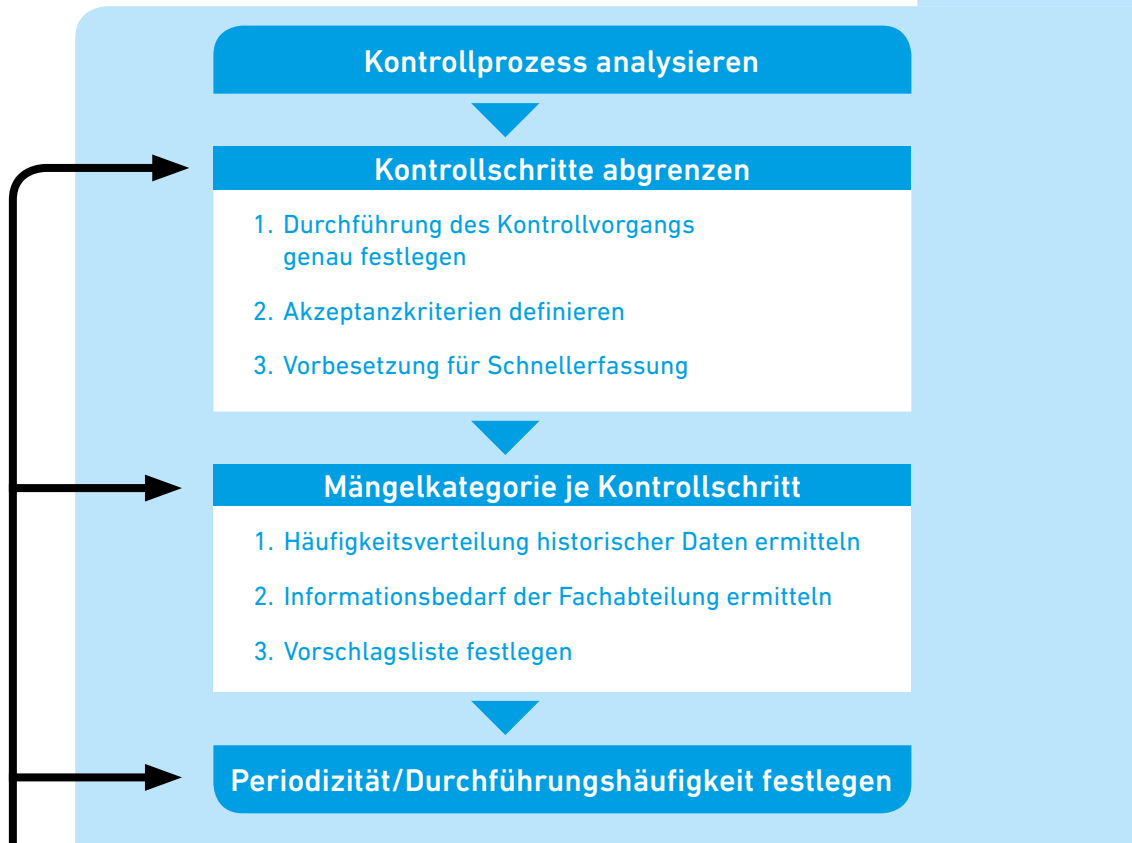 Kontrollprozess analysieren
Kontrollschritte abgrenzen
1. Durchführung des Kontrollvorgangs
genau festlegen
2. Akzeptanzkriterien definieren
3. Vorbesetzung für Schnellerfassung
Mängelkategorie je Kontrollschritt
1. Häufigkeitsverteilung historischer Daten ermitteln
2. Informationsbedarf der Fachabteilung ermitteln
3. Vorschlagsliste festlegen
Periodizität/Durchführungshäufigkeit festlegen